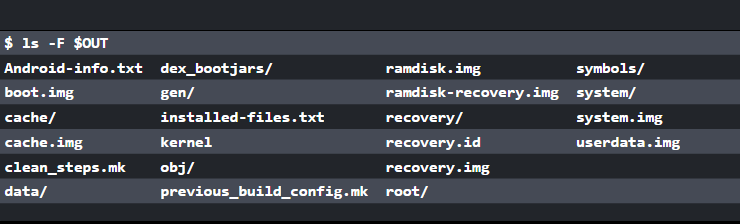 $ ls -F $OUT
Android-info.txt  dex_bootjars/             ramdisk.img           symbols/
boot.img          gen/                      ramdisk-recovery.img  system/
cache/            installed-files.txt       recovery/             system.img
cache.img         kernel                    recovery.id           userdata.img
clean_steps.mk    obj/                      recovery.img
data/             previous_build_config.mk  root/